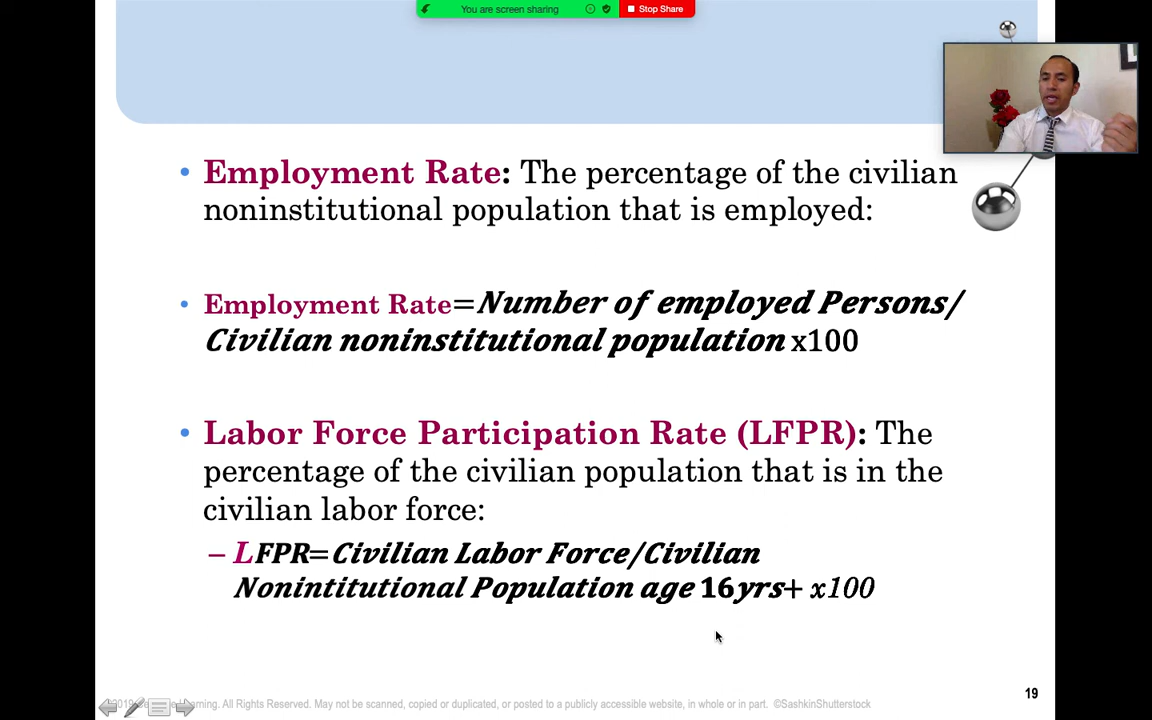 You are screen sharing
Stop Share
• Employment Rate: The percentage of the civilian
noninstitutional population that is employed:
• Employment Rate=Number of employed Persons/
Civilian noninstitutional population x100
• Labor Force Participation Rate (LFPR): The
percentage of the civilian population that is in the
civilian labor force:
– LFPR=Civilian Labor Force/Civilian
Nonintitutional Population age 16yrs+ x100
19
All Rights Reserved. May not be scanned, copied or duplicated, or posted to a publicly accessible website, in whole or in part. ©SashkinShutterstock